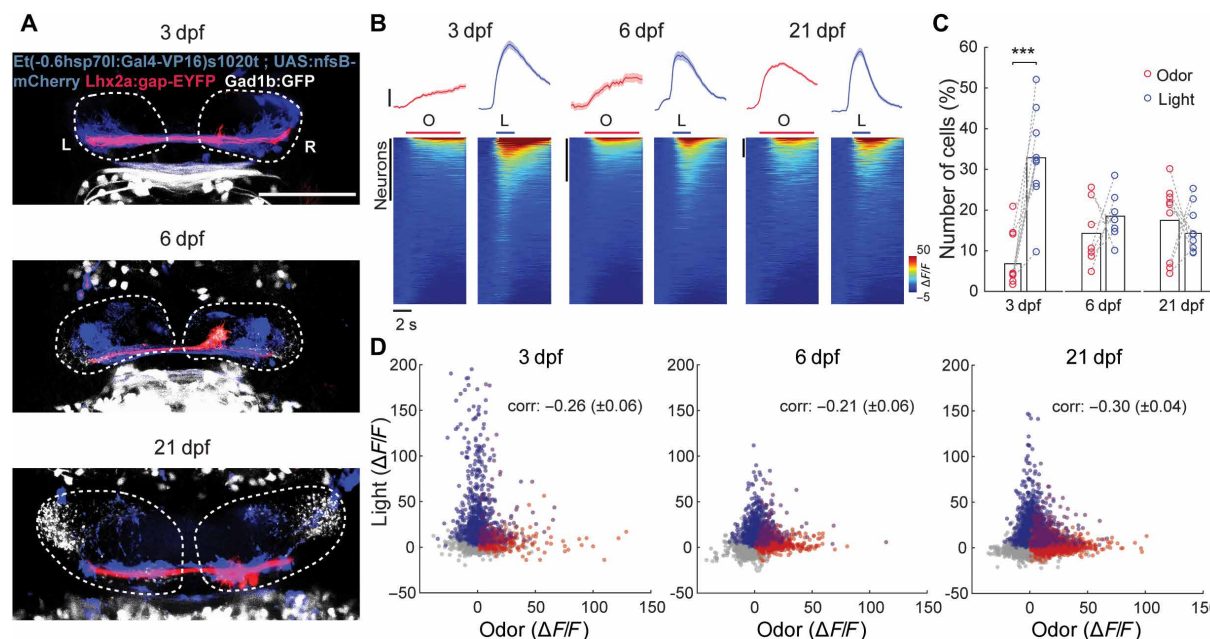 A
3 dpf
Et(-0.6hsp70l:Gal4-VP16)s1020t ; UAS:nfsB-
mCherry Lhx2a:gap-EYFP Gad1b:GFP
L
R
6 dpf
21 dpf
B
3 dpf
6 dpf
21 dpf
O
L
O
L
O
L
Neurons
50
ΔF/F
−5
2 s
C
60
50
40
30
20
10
0
Number of cells (%)
***
Odor
Light
3 dpf
6 dpf
21 dpf
D
3 dpf
6 dpf
21 dpf
200
150
100
50
0
−50
Light (ΔF/F)
corr: −0.26 (±0.06)
0
50
100
150
Odor (ΔF/F)
200
150
100
50
0
−50
corr: −0.21 (±0.06)
0
50
100
150
Odor (ΔF/F)
200
150
100
50
0
−50
corr: −0.30 (±0.04)
0
50
100
150
Odor (ΔF/F)